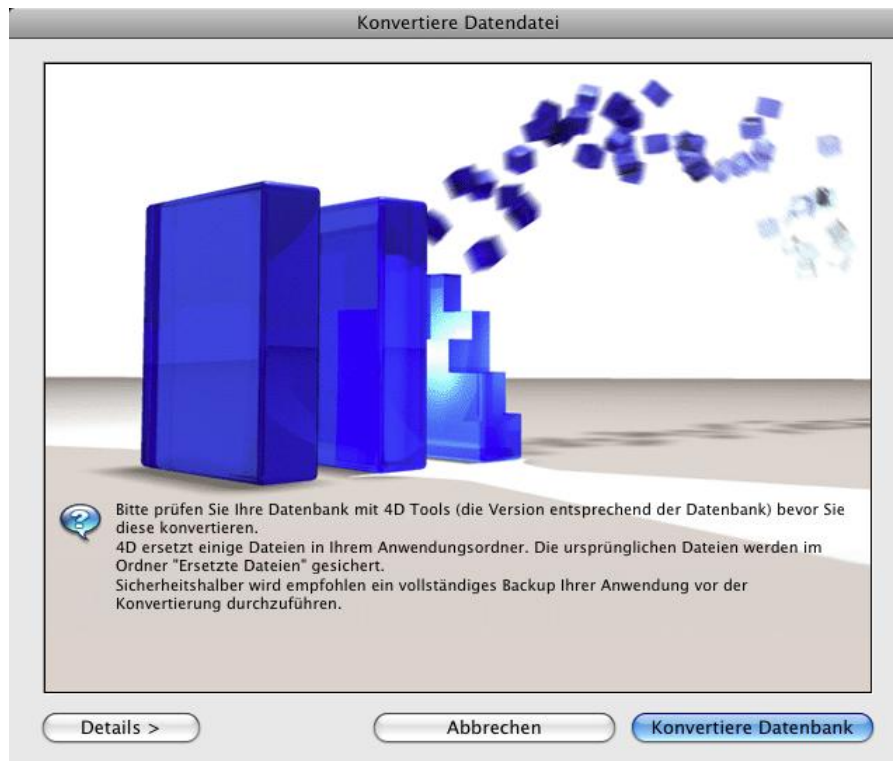 Konvertiere Datendatei
Bitte prüfen Sie Ihre Datenbank mit 4D Tools (die Version entsprechend der Datenbank) bevor Sie
diese konvertieren.
4D ersetzt einige Dateien in Ihrem Anwendungsordner. Die ursprünglichen Dateien werden im
Ordner "Ersetzte Dateien" gesichert.
Sicherheitshalber wird empfohlen ein vollständiges Backup Ihrer Anwendung vor der
Konvertierung durchzuführen.
Details >
Abbrechen
Konvertiere Datenbank